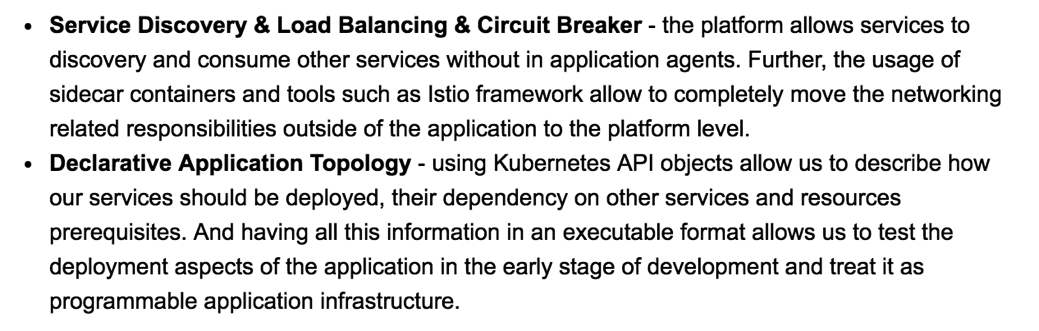 • Service Discovery & Load Balancing & Circuit Breaker - the platform allows services to
discovery and consume other services without in application agents. Further, the usage of
sidecar containers and tools such as Istio framework allow to completely move the networking
related responsibilities outside of the application to the platform level.
• Declarative Application Topology - using Kubernetes API objects allow us to describe how
our services should be deployed, their dependency on other services and resources
prerequisites. And having all this information in an executable format allows us to test the
deployment aspects of the application in the early stage of development and treat it as
programmable application infrastructure.